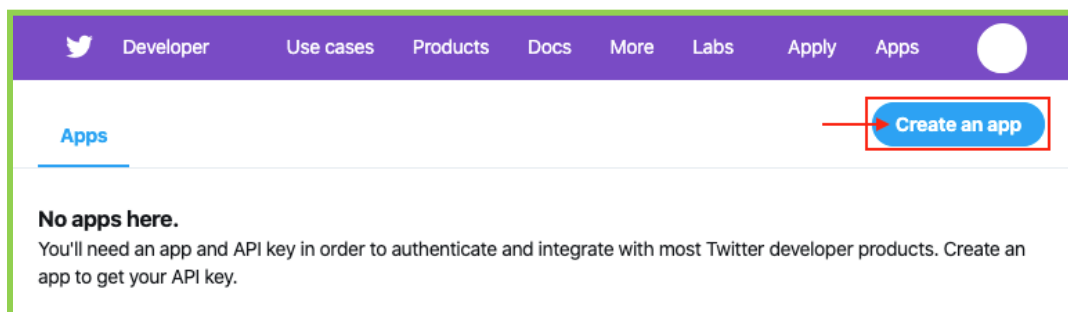 Developer Use cases Products Docs More Labs Apply Apps
Apps
Create an app
No apps here.
You'll need an app and API key in order to authenticate and integrate with most Twitter developer products. Create an
app to get your API key.